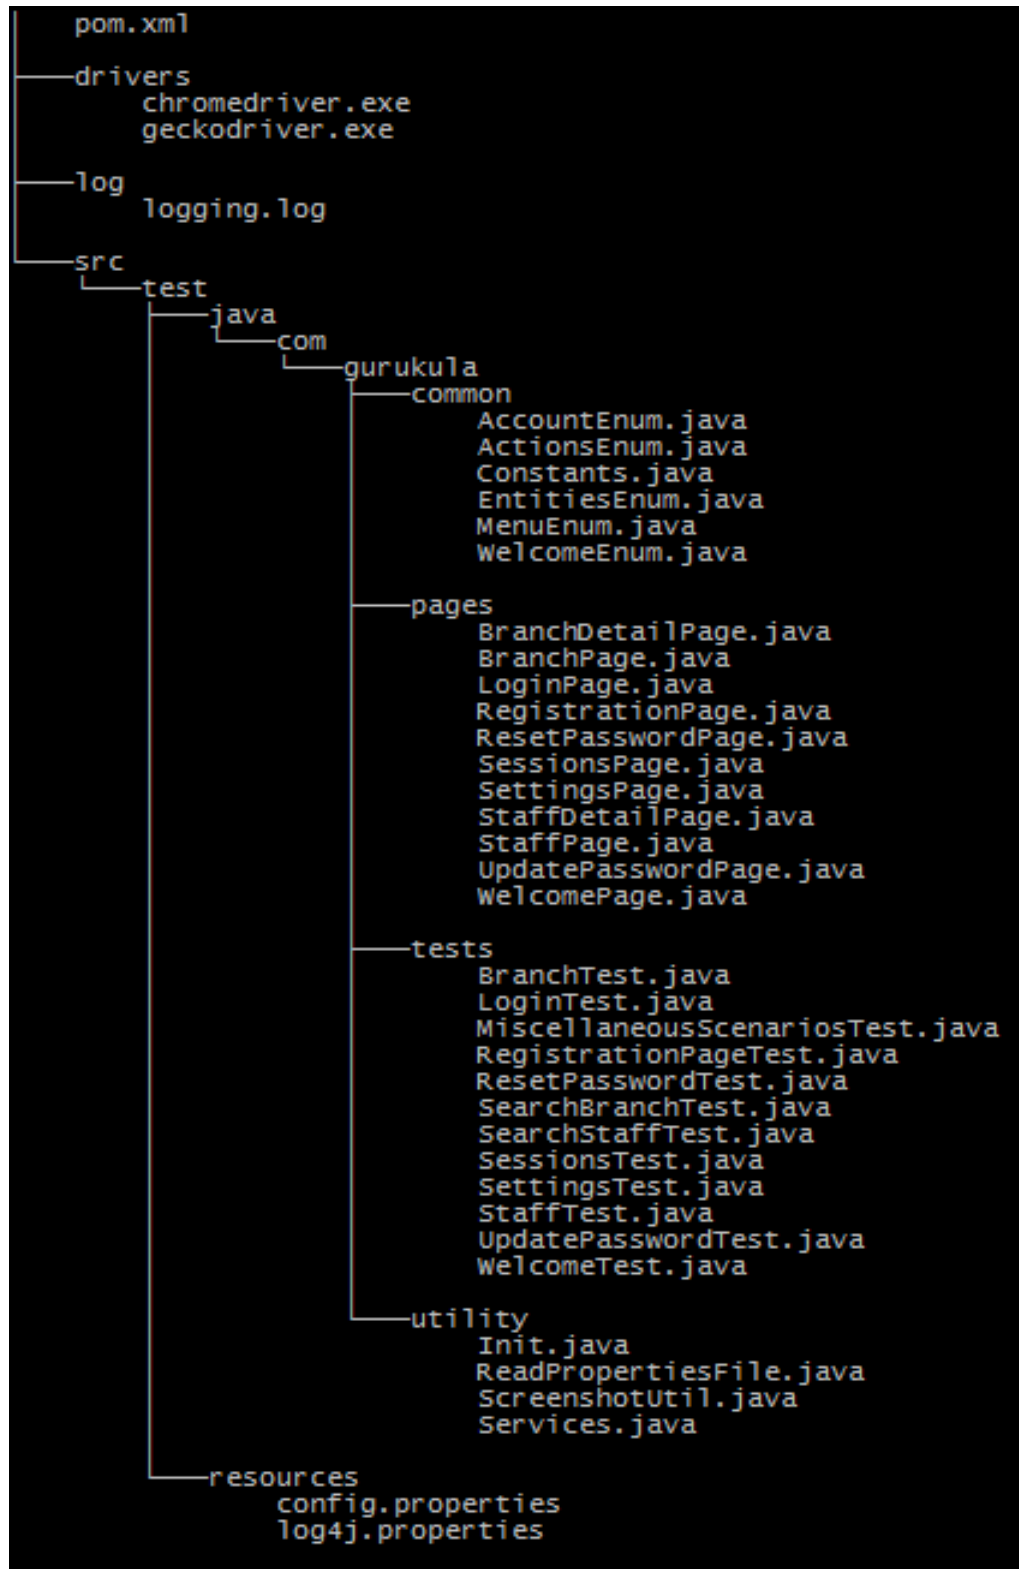 pom.xml
drivers
chromedriver.exe
geckodriver.exe
log
logging.log
src
test
java
com
gurukula
common
AccountEnum.java
ActionsEnum.java
Constants.java
EntitiesEnum.java
MenuEnum.java
WelcomeEnum.java
pages
BranchDetailPage.java
BranchPage.java
LoginPage.java
RegistrationPage.java
ResetPasswordPage.java
SessionsPage.java
SettingsPage.java
StaffDetailPage.java
StaffPage.java
UpdatePasswordPage.java
WelcomePage.java
tests
BranchTest.java
LoginTest.java
MiscellaneousScenariosTest.java
RegistrationPageTest.java
ResetPasswordTest.java
SearchBranchTest.java
SearchStaffTest.java
SessionsTest.java
SettingsTest.java
StaffTest.java
UpdatePasswordTest.java
WelcomeTest.java
utility
Init.java
ReadPropertiesFile.java
ScreenshotUtil.java
Services.java
resources
config.properties
log4j.properties